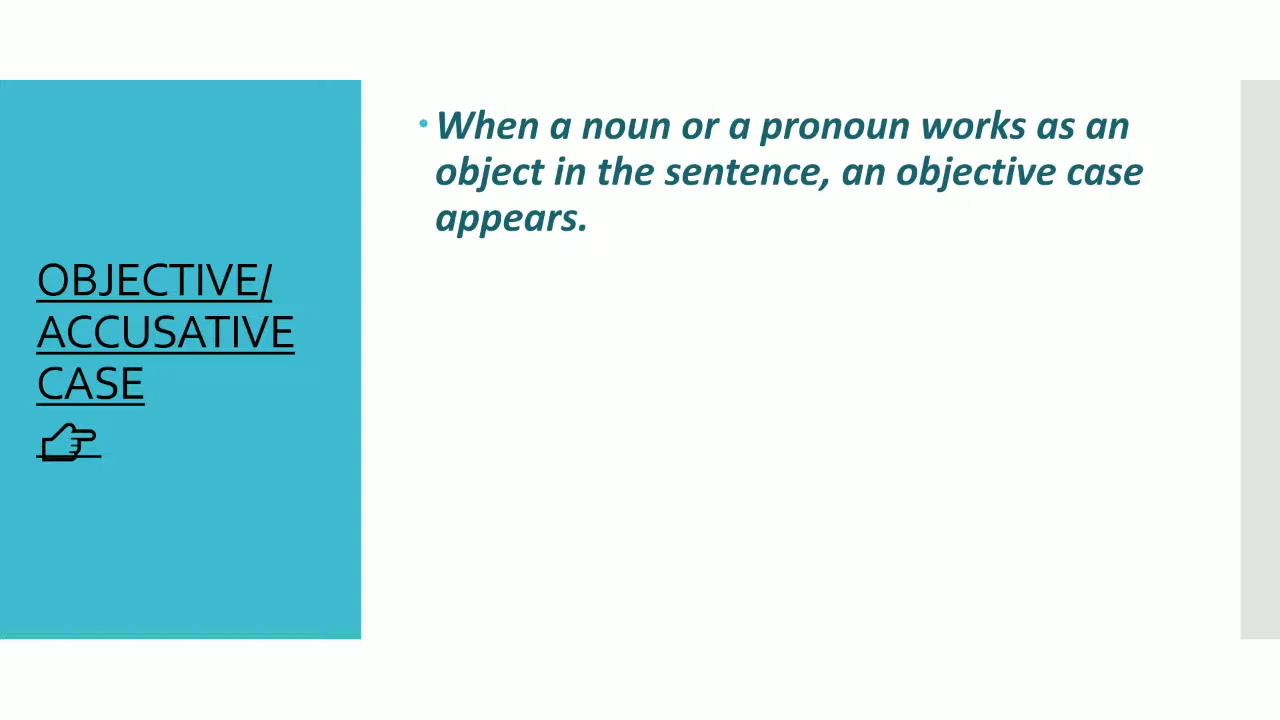 OBJECTIVE/
ACCUSATIVE
CASE
When a noun or a pronoun works as an
object in the sentence, an objective case
appears.